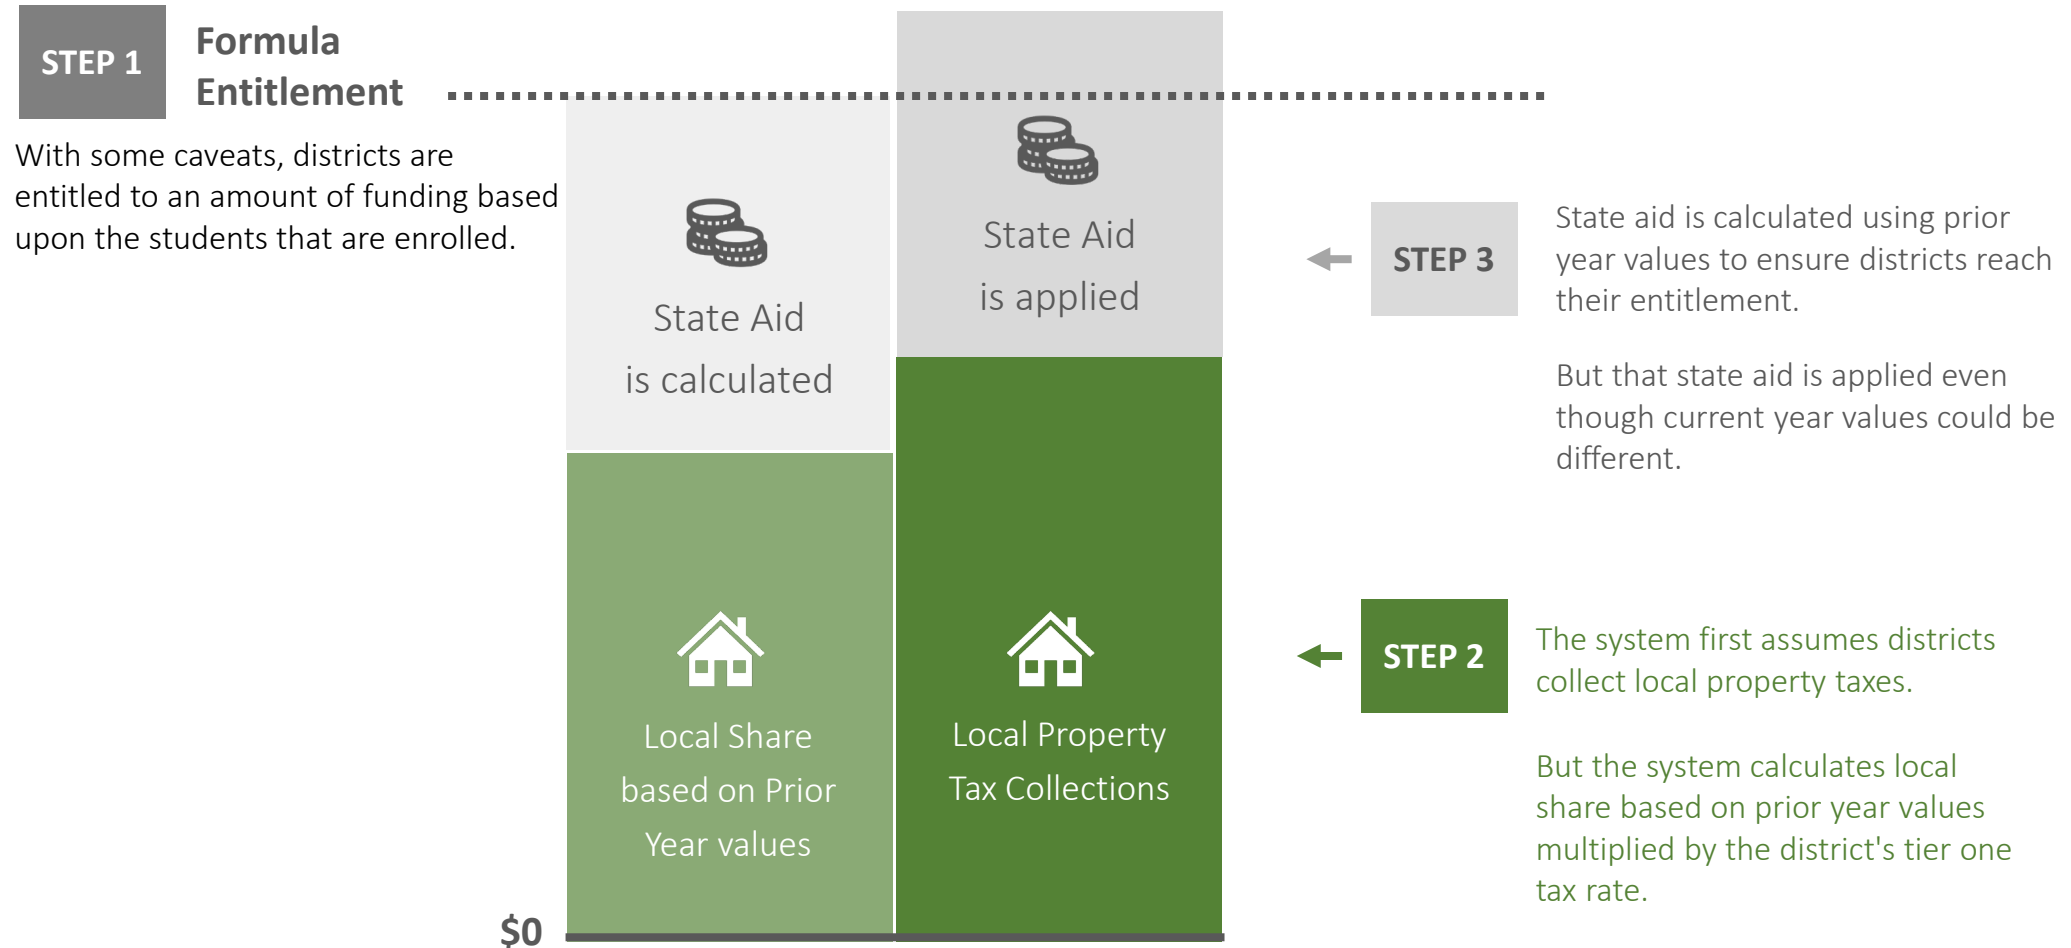 STEP 1
Formula
Entitlement
With some caveats, districts are
entitled to an amount of funding based
upon the students that are enrolled.
State Aid
is calculated
State Aid
is applied
STEP 3
State aid is calculated using prior
year values to ensure districts reach
their entitlement.
But that state aid is applied even
though current year values could be
different.
Local Share
based on Prior
Year values
Local Property
Tax Collections
STEP 2
The system first assumes districts
collect local property taxes.
But the system calculates local
share based on prior year values
multiplied by the district's tier one
tax rate.
$0